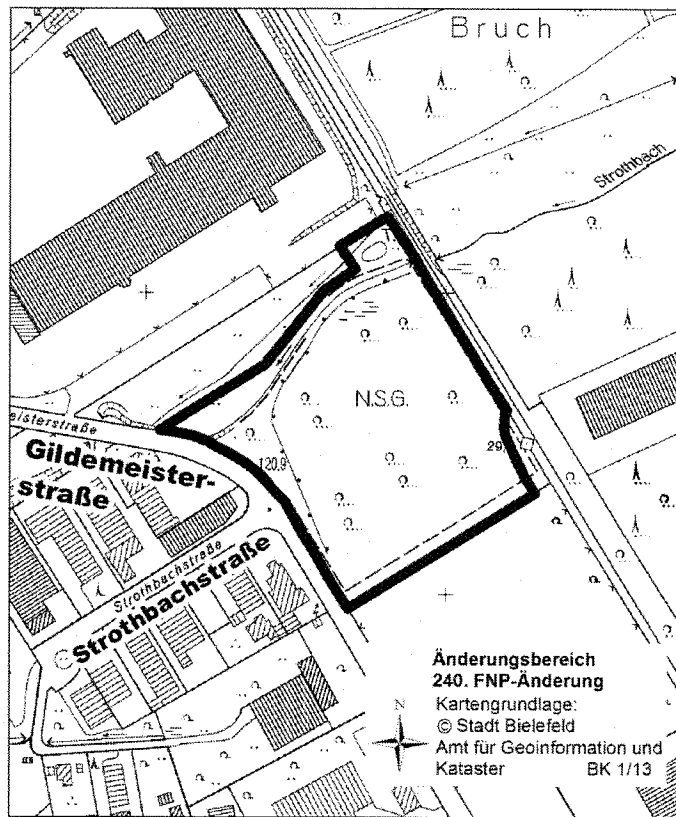 Bruch
Strothbach
N.S.G.
eisterstraße
Gildemeister-
straße
120,9
29
Strothbachstraße
Strothbachstraße
Änderungsbereich
240. FNP-Änderung
N
Kartengrundlage:
© Stadt Bielefeld
Amt für Geoinformation und
Kataster BK 1/13